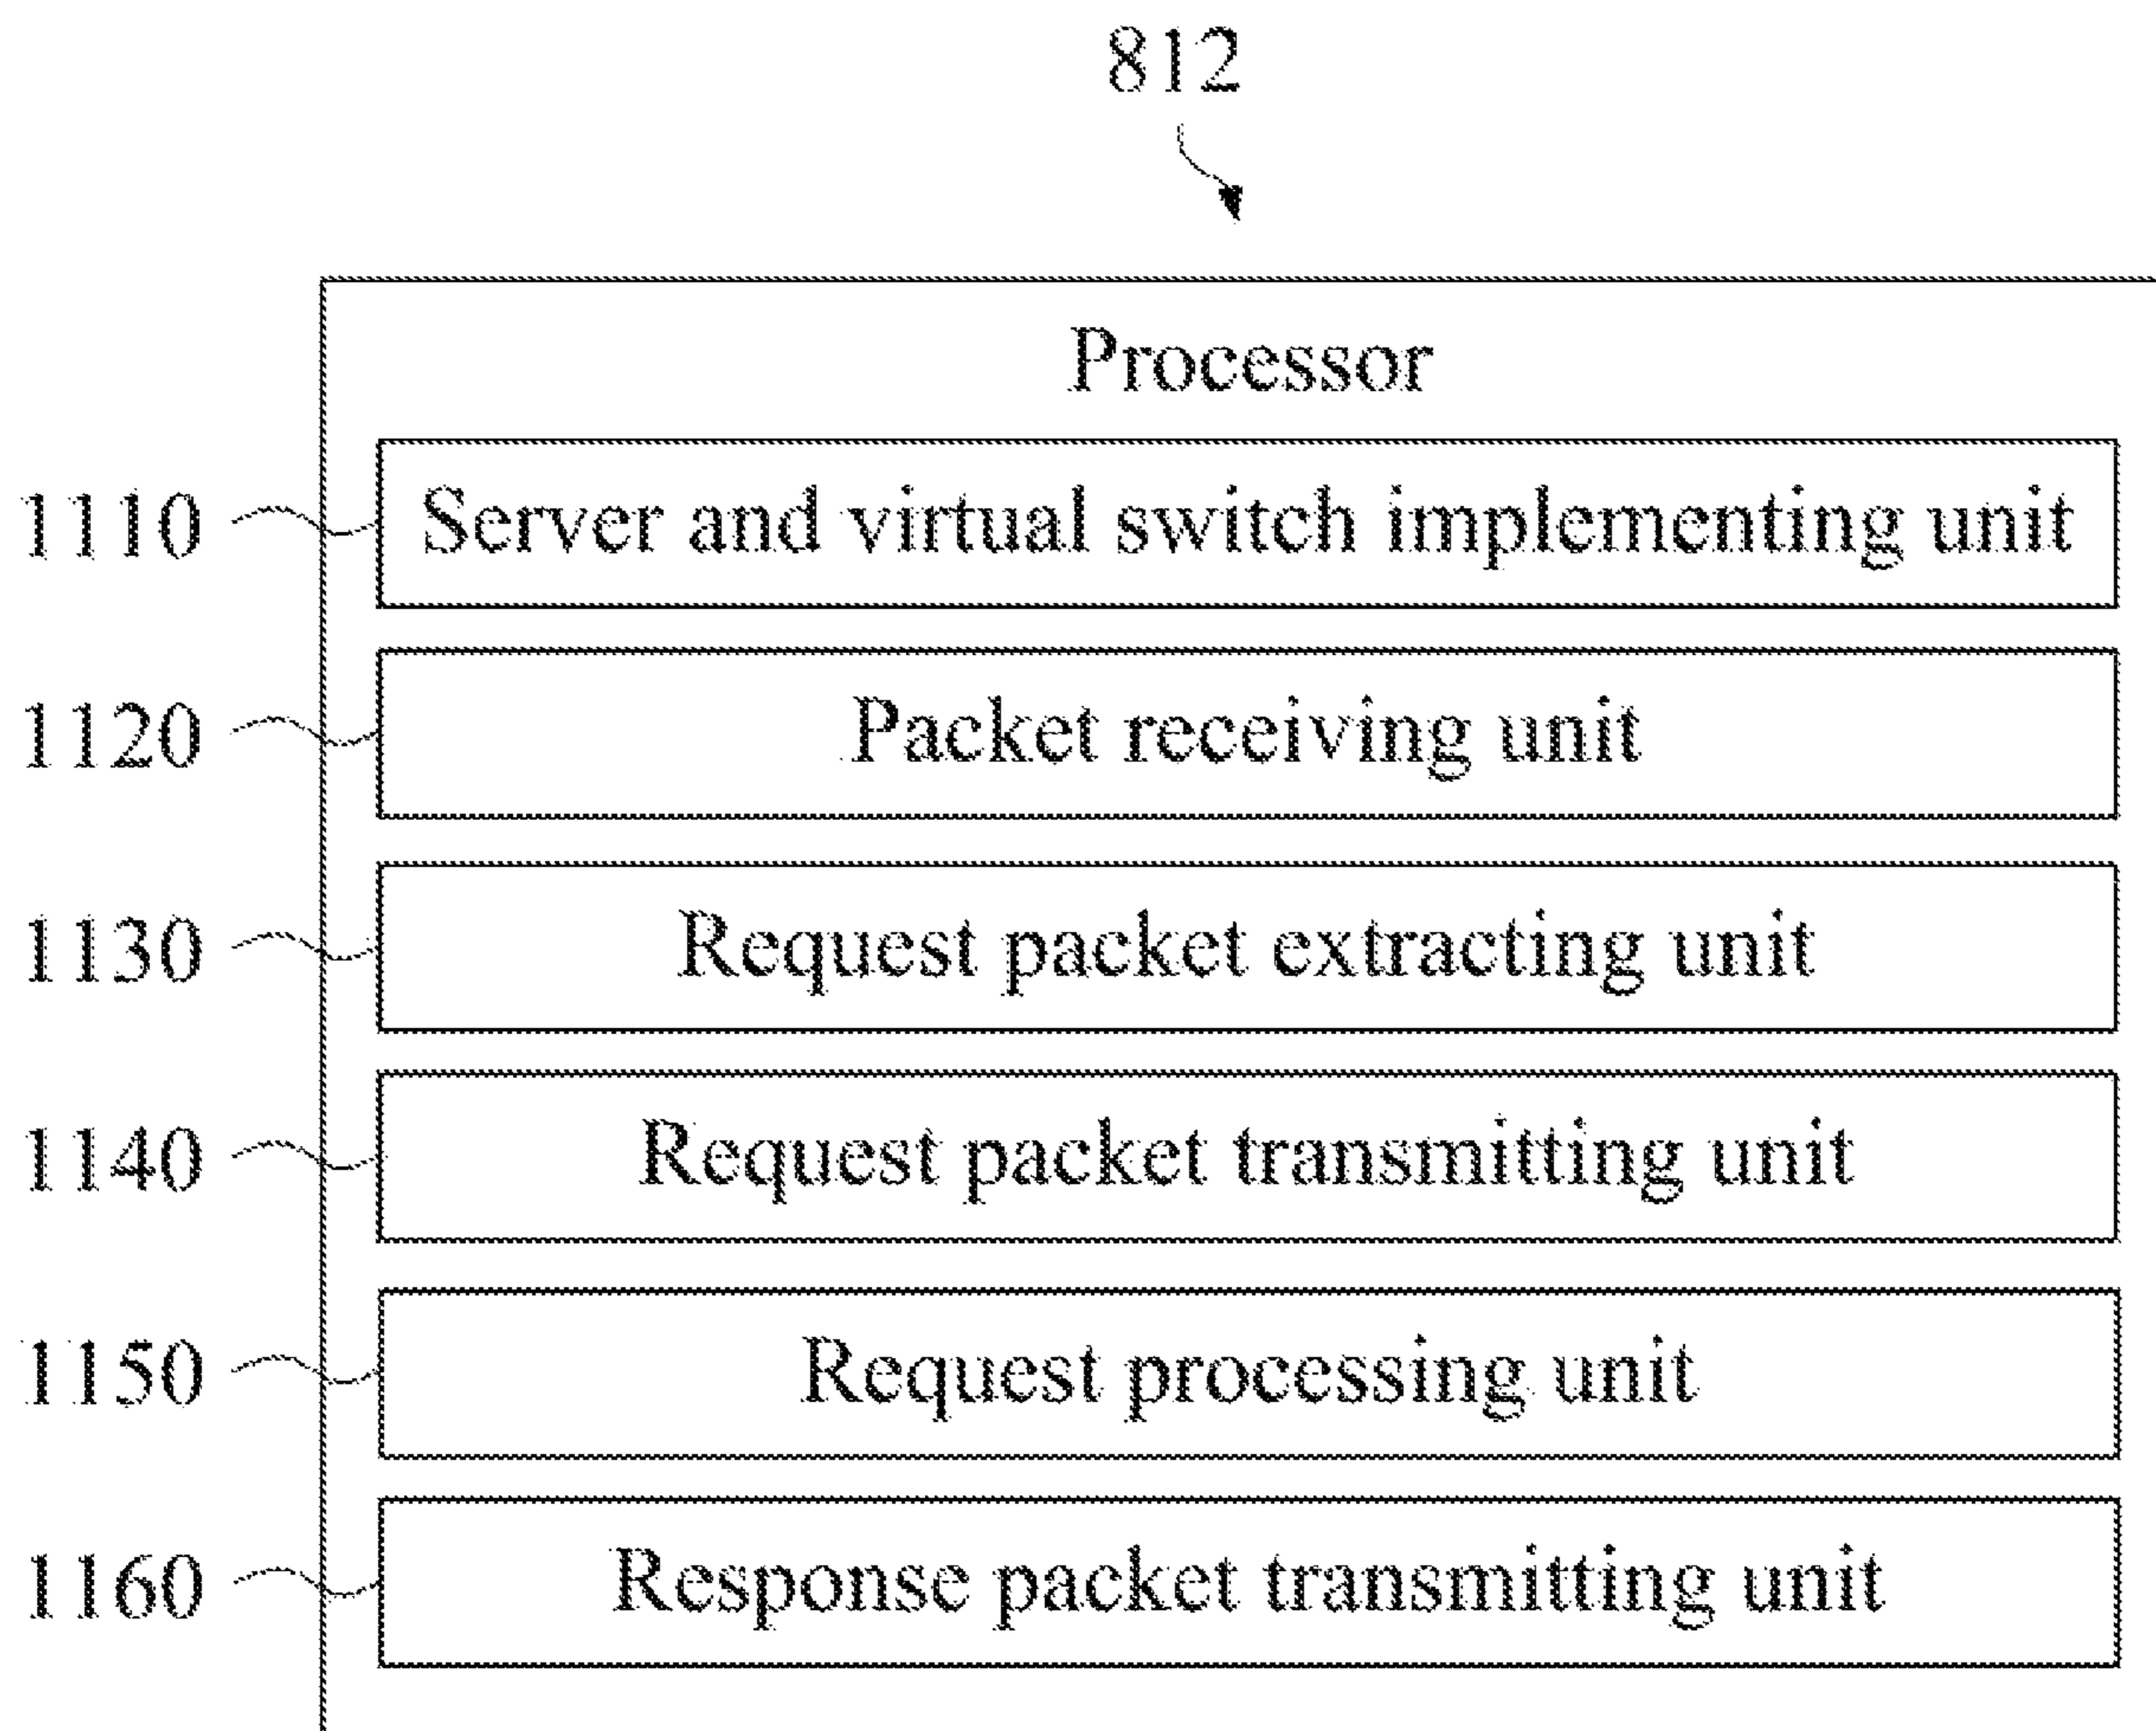 812
Processor
1110 Server and virtual switch implementing unit
1120 Packet receiving unit
1130 Request packet extracting unit
1140 Request packet transmitting unit
1150 Request processing unit
1160 Response packet transmitting unit